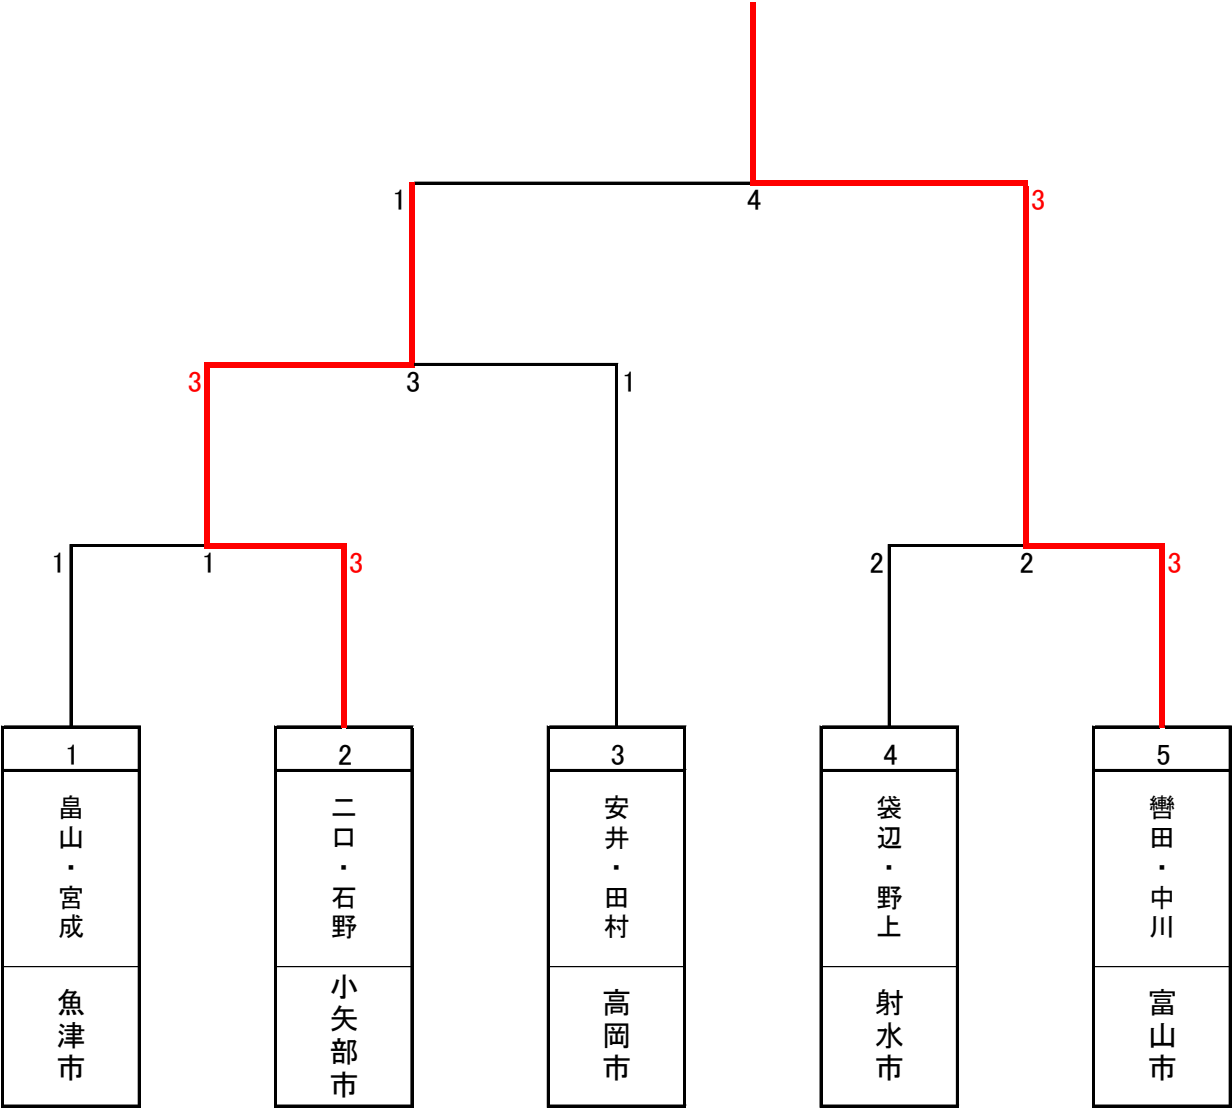 1 4 3
3 3 1
1 1 3 2 2 3
1 2 3 4 5
畠山・宮成
二口・石野
安井・田村
袋辺・野上
轡田・中川
魚津市
小矢部市
高岡市
射水市
富山市